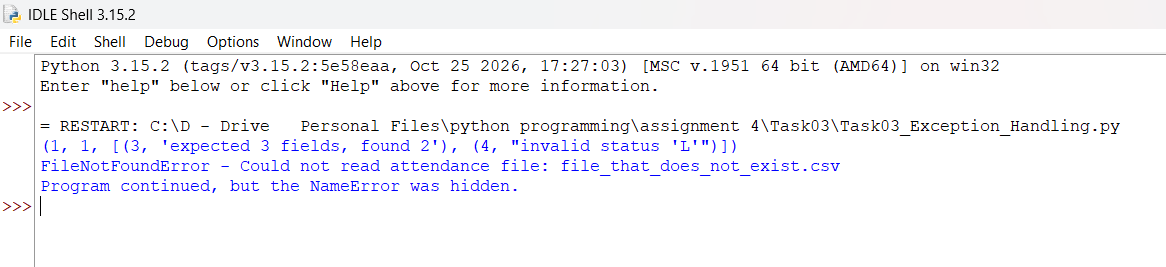 IDLE Shell 3.15.2
File Edit Shell Debug Options Window Help
Python 3.15.2 (tags/v3.15.2:5e58eaa, Oct 25 2026, 17:27:03) [MSC v.1951 64 bit (AMD64)] on win32
Enter "help" below or click "Help" above for more information.
>>>
= RESTART: C:\D - Drive   Personal Files\python programming\assignment 4\Task03\Task03_Exception_Handling.py
(1, 1, [(3, 'expected 3 fields, found 2'), (4, "invalid status 'L'")])
FileNotFoundError - Could not read attendance file: file_that_does_not_exist.csv
Program continued, but the NameError was hidden.
>>>